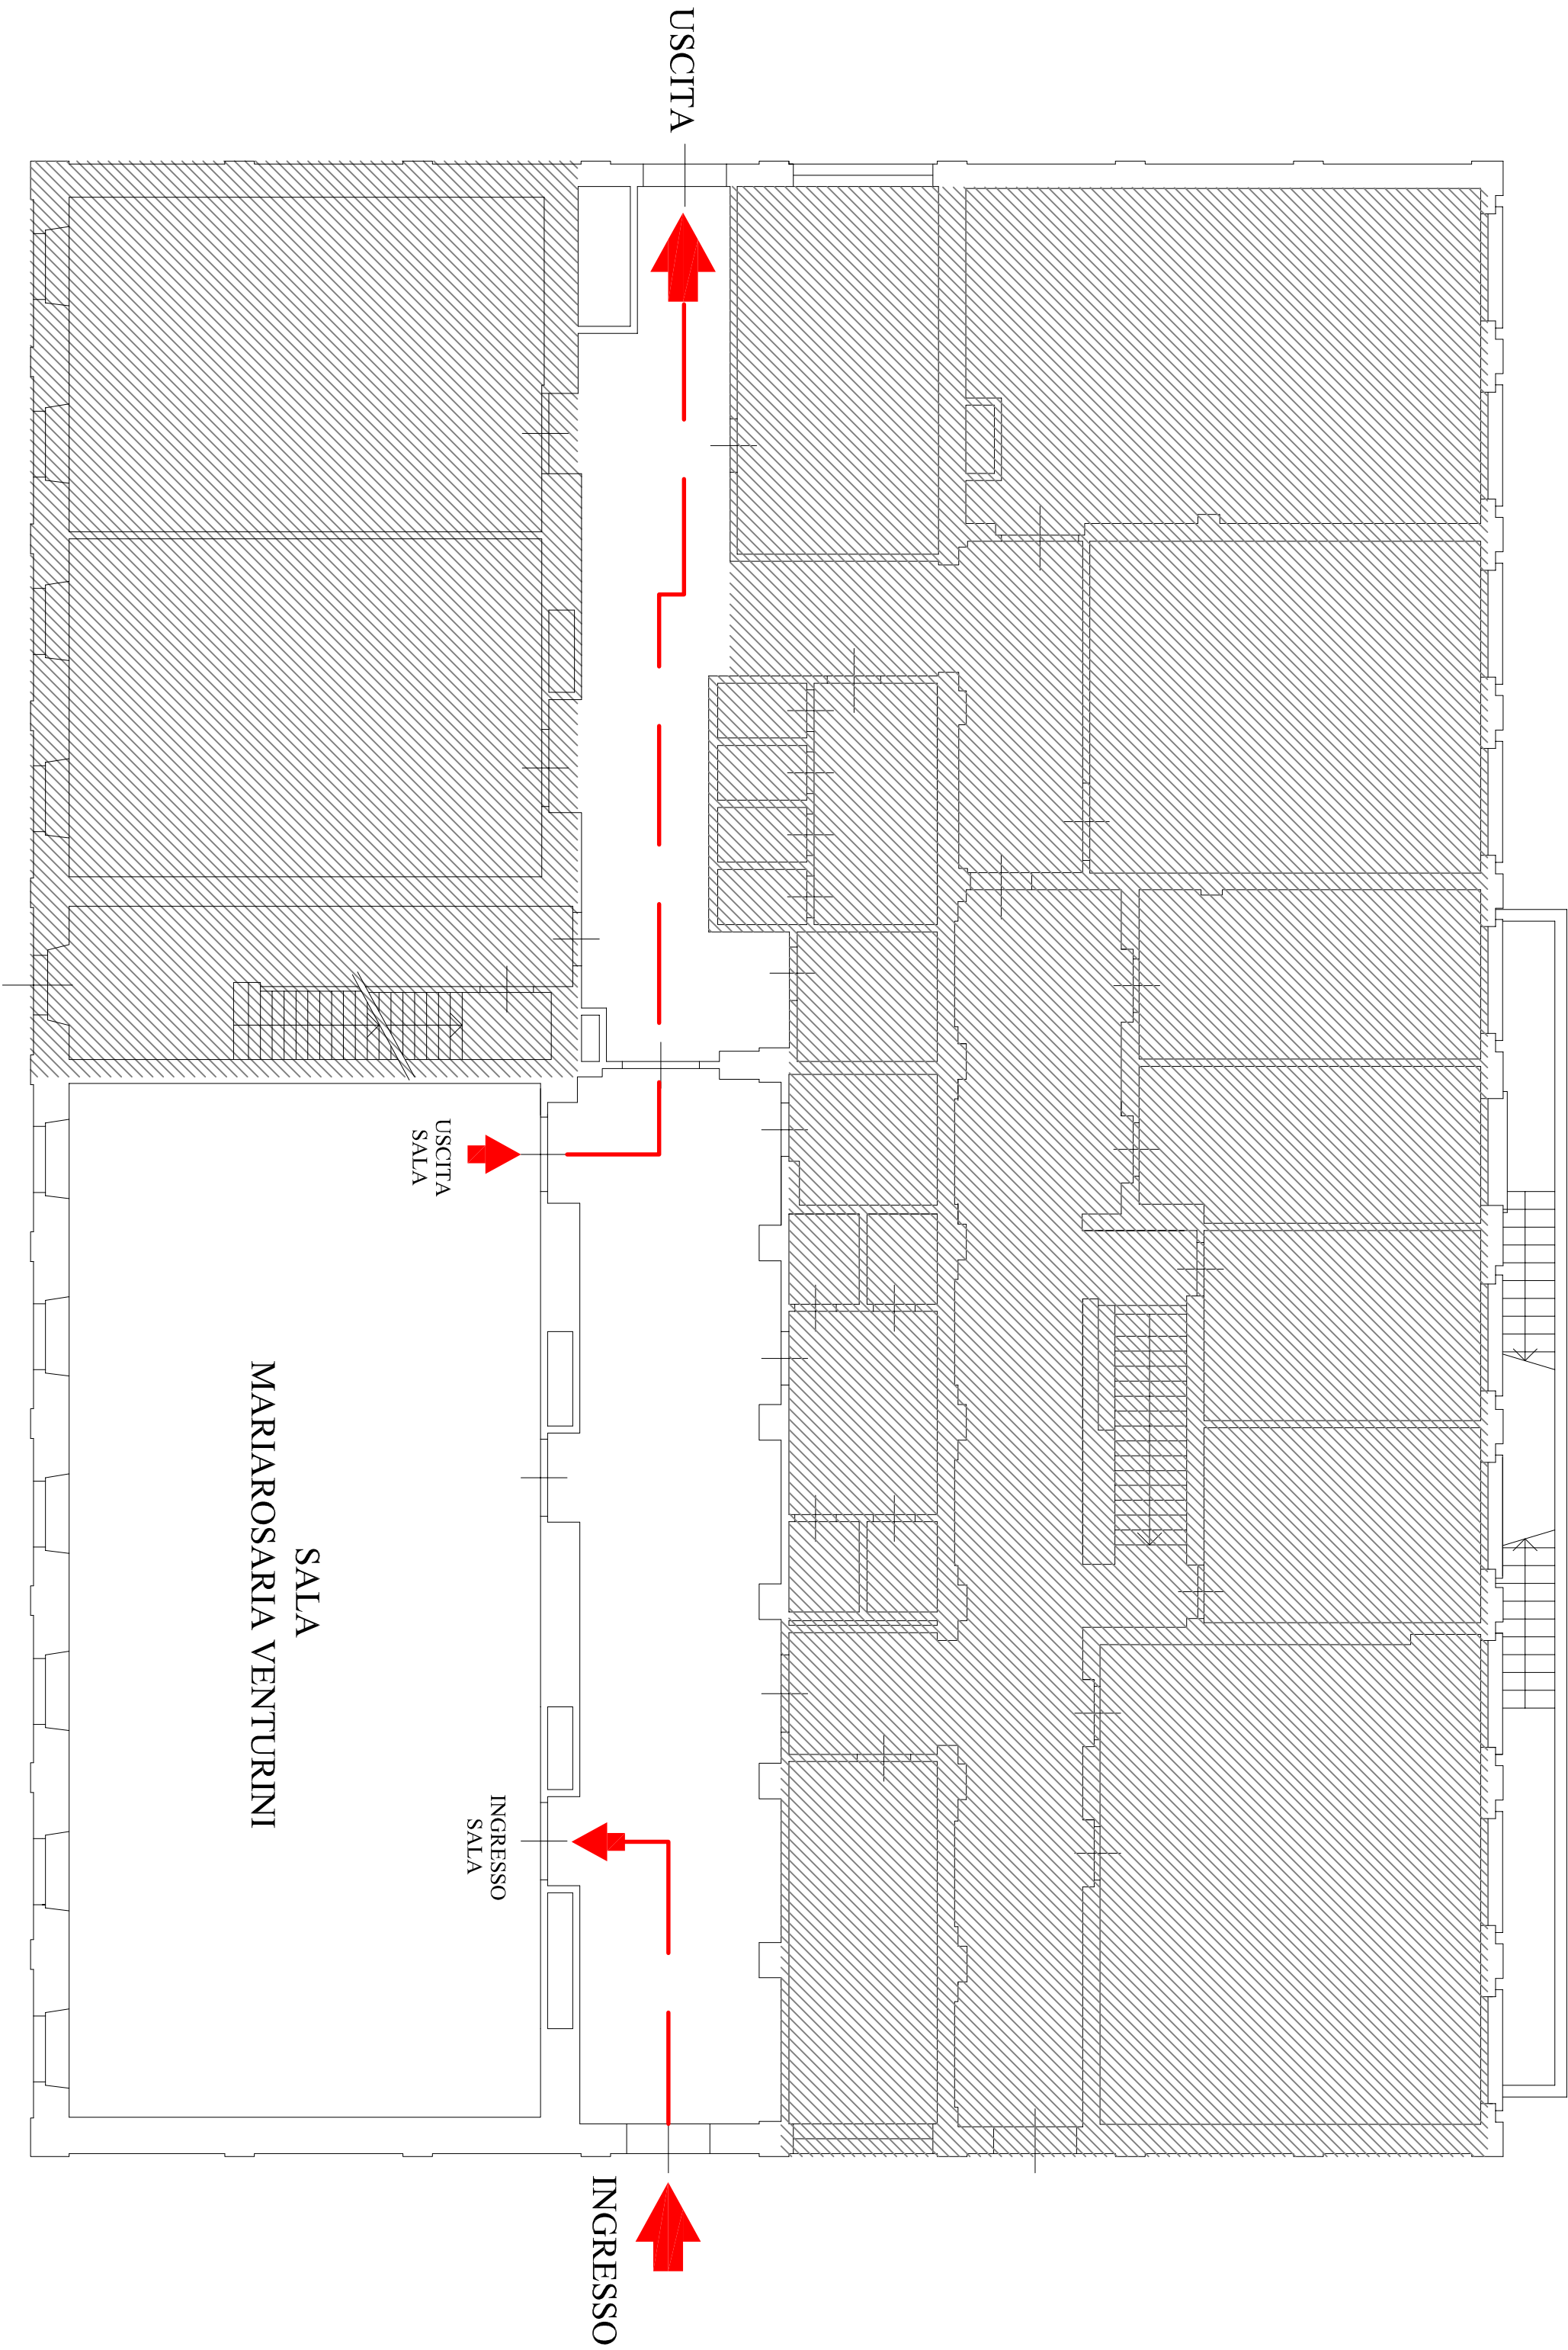 USCITA
USCITA
SALA
SALA
MARIAROSARIA VENTURINI
INGRESSO
SALA
INGRESSO